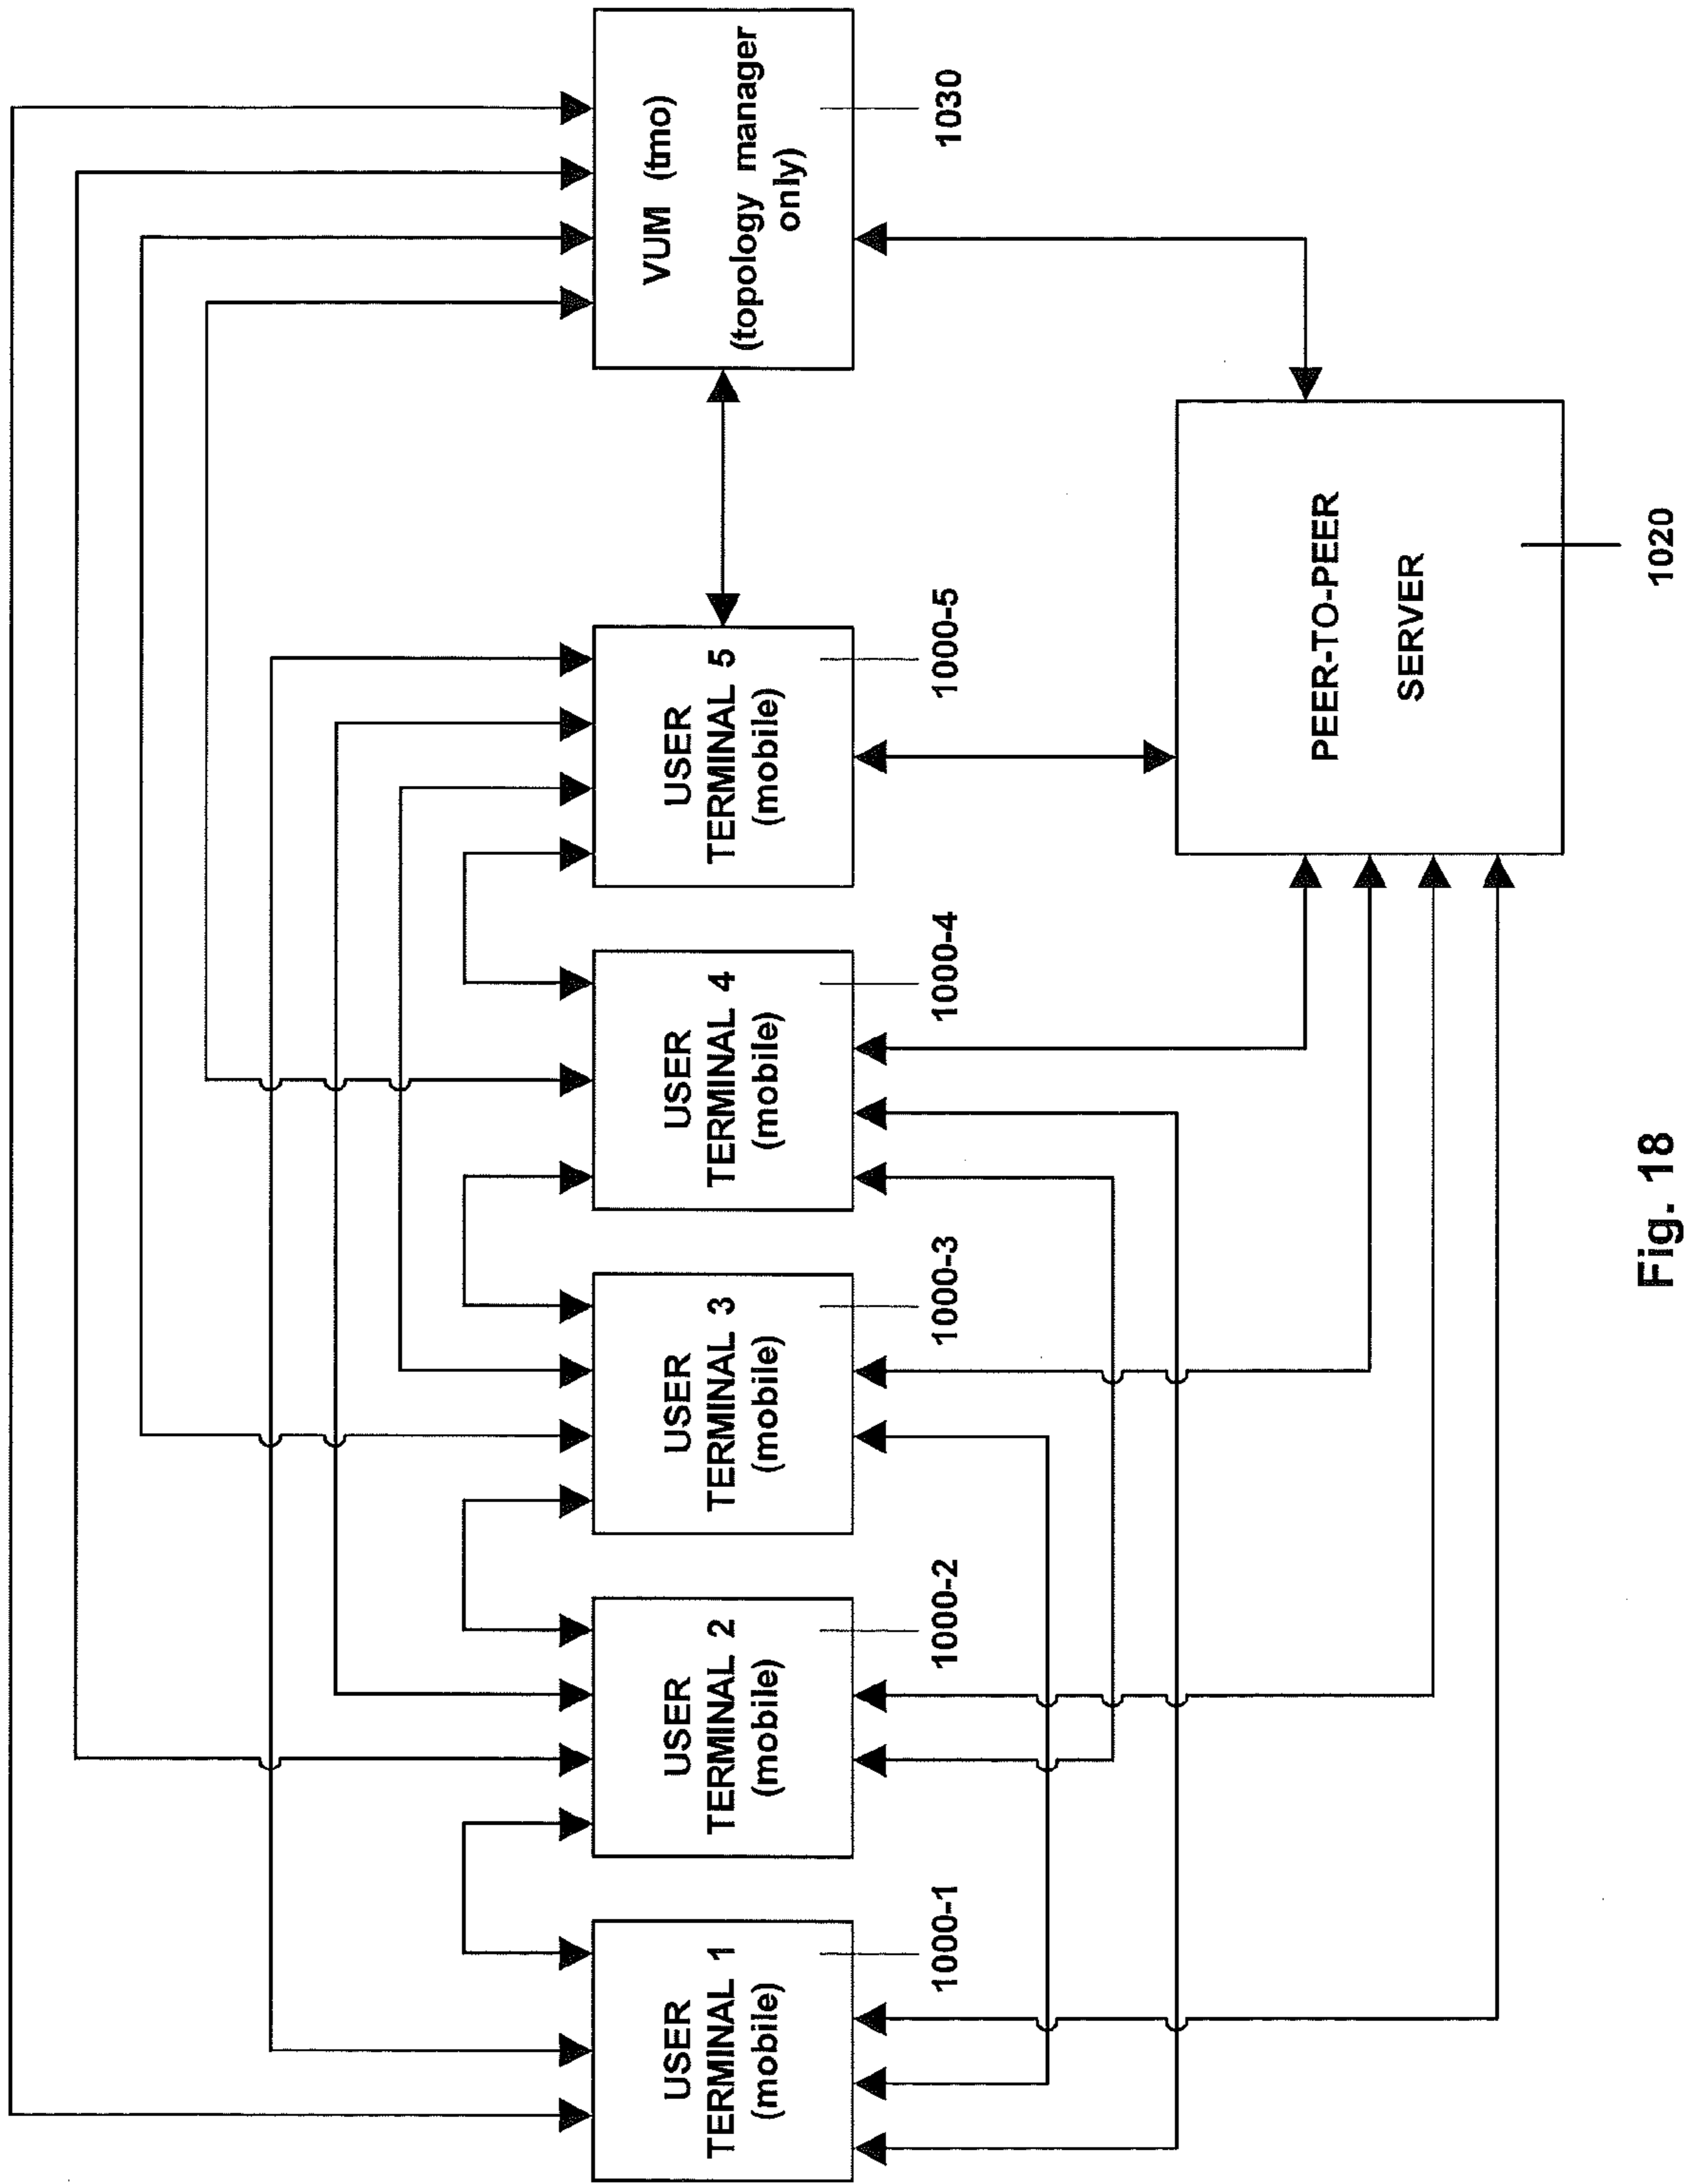 USER
TERMINAL 1
(mobile)
1000-1
USER
TERMINAL 2
(mobile)
1000-2
USER
TERMINAL 3
(mobile)
1000-3
USER
TERMINAL 4
(mobile)
1000-4
USER
TERMINAL 5
(mobile)
1000-5
VUM (tmo)
(topology manager
only)
1030
PEER-TO-PEER
SERVER
1020
Fig. 18